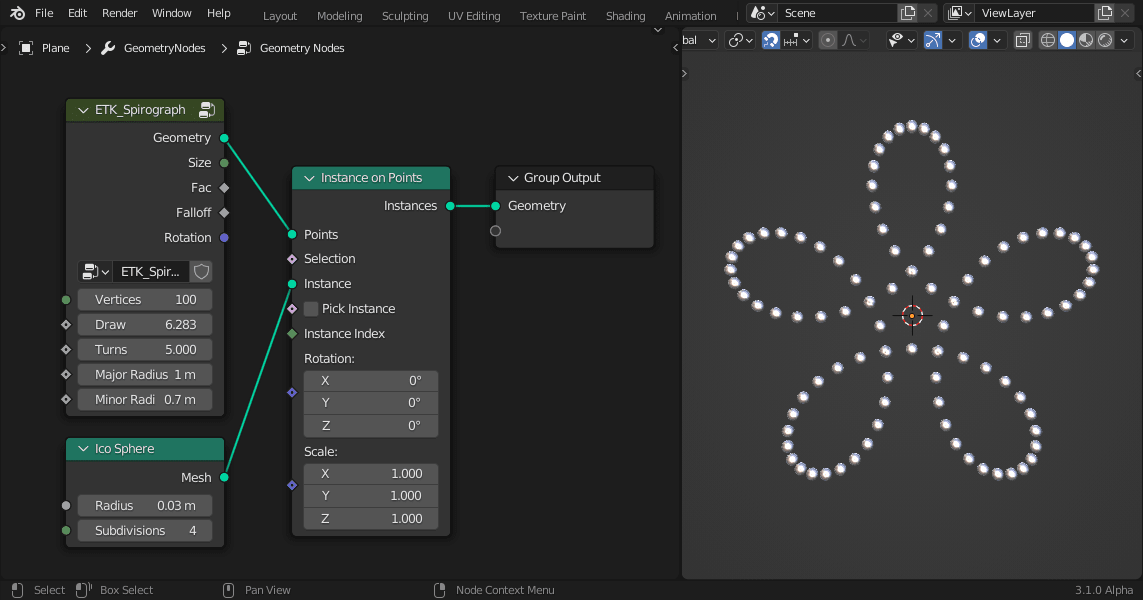 File Edit Render Window Help Layout Modeling Sculpting UV Editing Texture Paint Shading Animation Scene ViewLayer
Plane GeometryNodes Geometry Nodes bal
ETK_Spirograph
Geometry
Size
Fac
Falloff
Rotation
ETK_Spir...
Vertices 100
Draw 6.283
Turns 5.000
Major Radius 1 m
Minor Radi 0.7 m
Ico Sphere
Mesh
Radius 0.03 m
Subdivisions 4
Instance on Points
Instances
Points
Selection
Instance
Pick Instance
Instance Index
Rotation:
X 0°
Y 0°
Z 0°
Scale:
X 1.000
Y 1.000
Z 1.000
Group Output
Geometry
Select Box Select Pan View Node Context Menu 3.1.0 Alpha